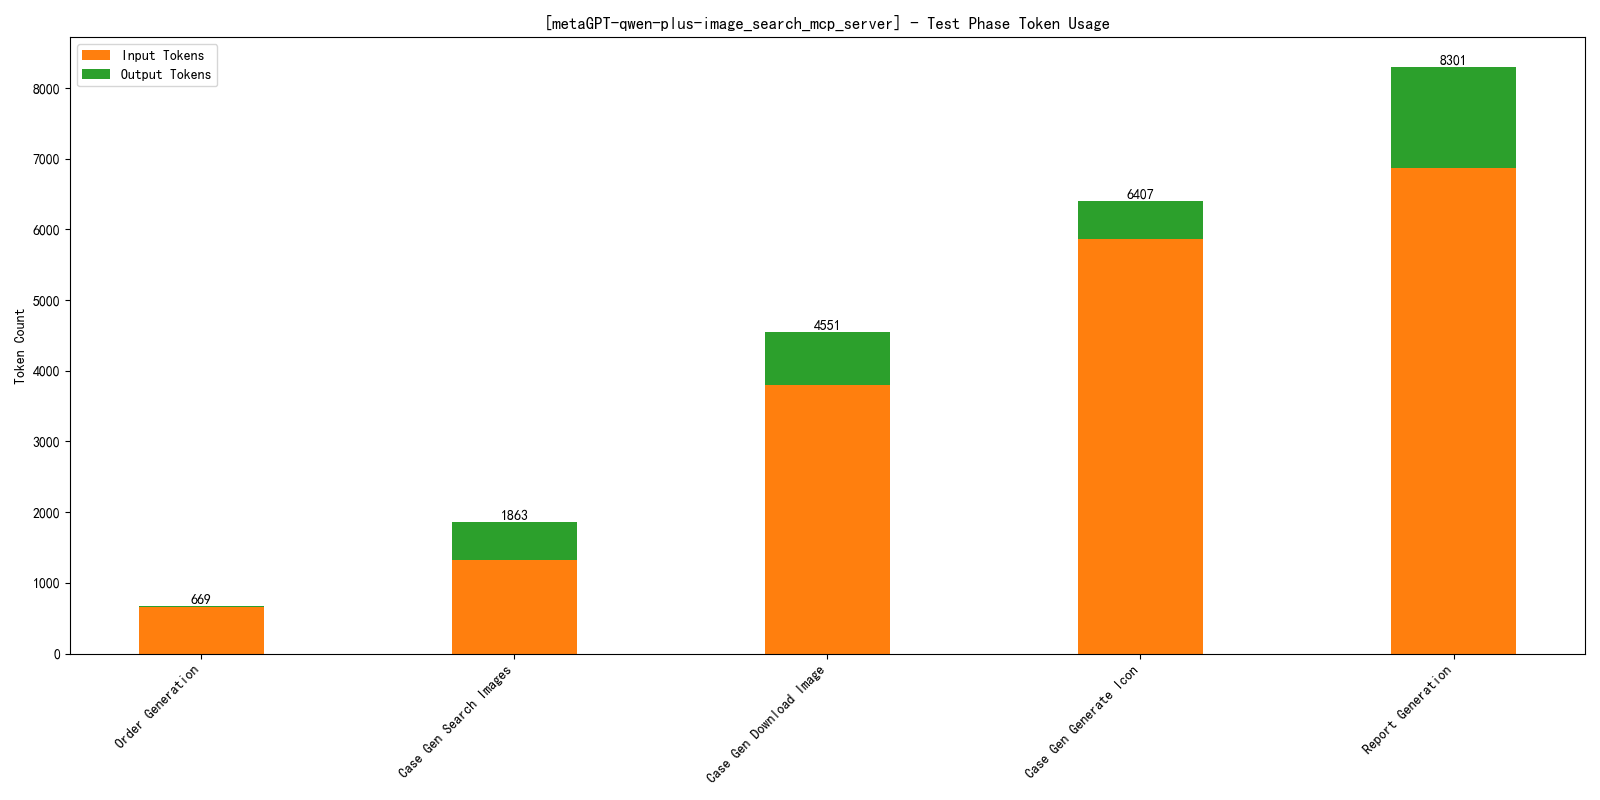 [metaGPT-qwen-plus-image_search_mcp_server] - Test Phase Token Usage
Input Tokens
Output Tokens
Token Count
8000
7000
6000
5000
4000
3000
2000
1000
0
669
1863
4551
6407
8301
Order Generation
Case Gen Search Images
Case Gen Download Image
Case Gen Generate Icon
Report Generation